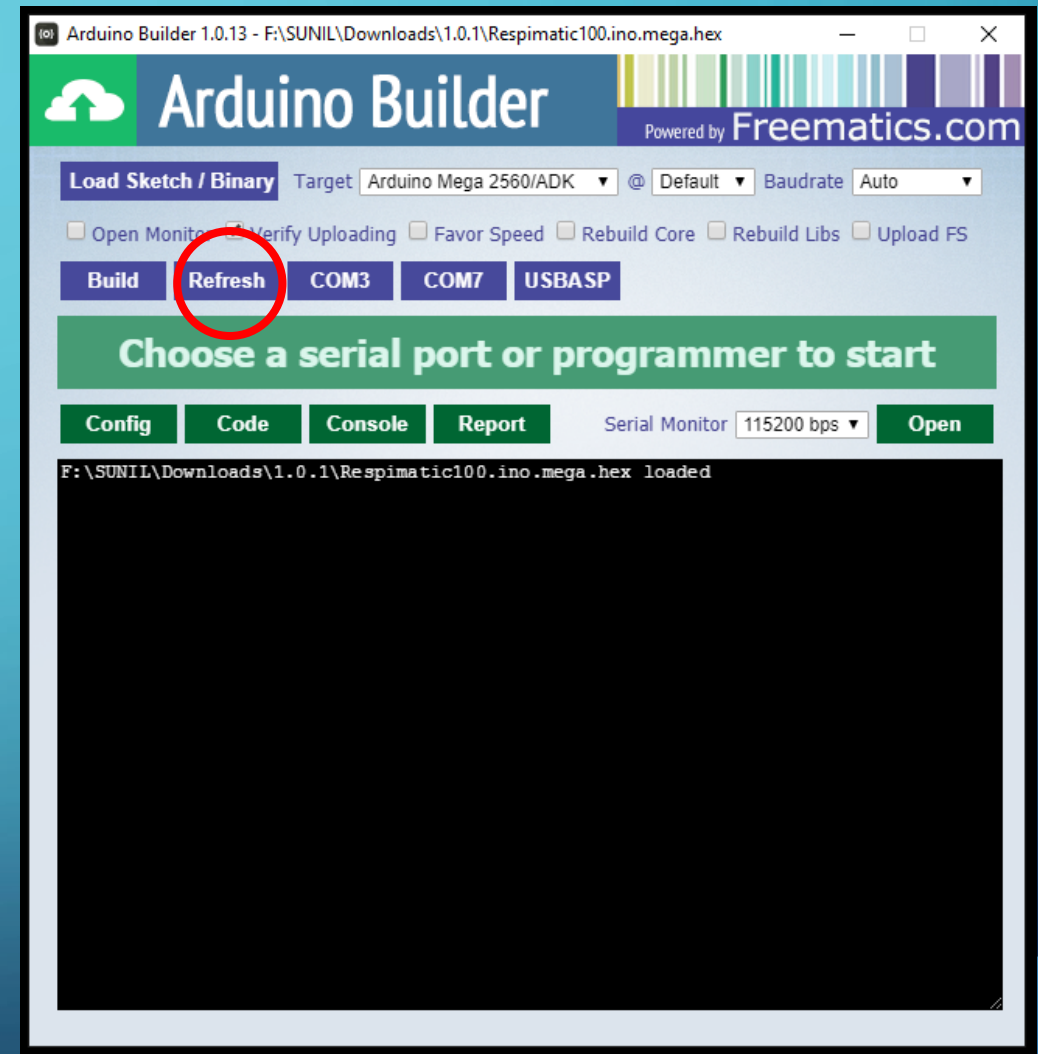 Arduino Builder 1.0.13 - F:\SUNIL\Downloads\1.0.1\Respimatic100.ino.mega.hex
Arduino Builder
Powered by Freematics.com
Load Sketch / Binary Target Arduino Mega 2560/ADK @ Default Baudrate Auto
Open Monitor Verify Uploading Favor Speed Rebuild Core Rebuild Libs Upload FS
Build Refresh COM3 COM7 USBASP
Choose a serial port or programmer to start
Config Code Console Report Serial Monitor 115200 bps Open
F:\SUNIL\Downloads\1.0.1\Respimatic100.ino.mega.hex loaded